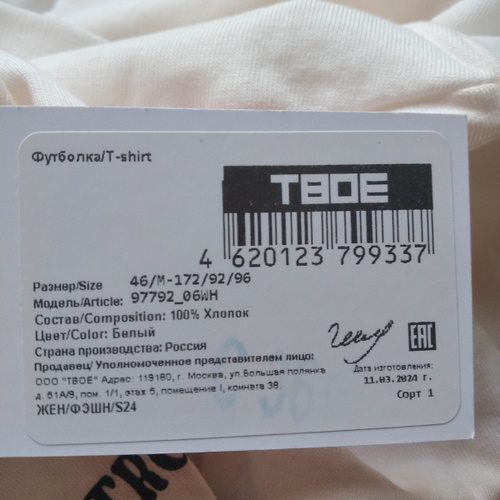 Футболка/T-shirt
ТВОЕ
4 620123 799337
Размер/Size 46/M-172/92/96
Модель/Article: 97792_06WH
Состав/Composition: 100% Хлопок
Цвет/Color: Белый
Страна производства: Россия
Продавец/ Уполномоченное представителем лицо:
ООО "ТВОЕ" Адрес: 119180, г. Москва, ул.Большая полянка
д. 51А/9, пом. 1/1, этаж 5, помещение I, комната 38.
ЖЕН/ФЭШН/S24
EAC
Дата изготовления:
11.03.2024 г.
Сорт 1